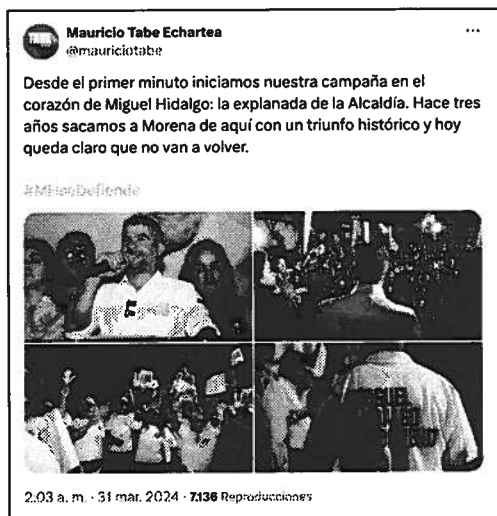 Mauricio Tabe Echartea
@mauriciotabe
Desde el primer minuto iniciamos nuestra campaña en el
corazón de Miguel Hidalgo: la explanada de la Alcaldía. Hace tres
años sacamos a Morena de aquí con un triunfo histórico y hoy
queda claro que no van a volver.
2:03 a. m. · 31 mar. 2024 · 7.136 Reproducciones